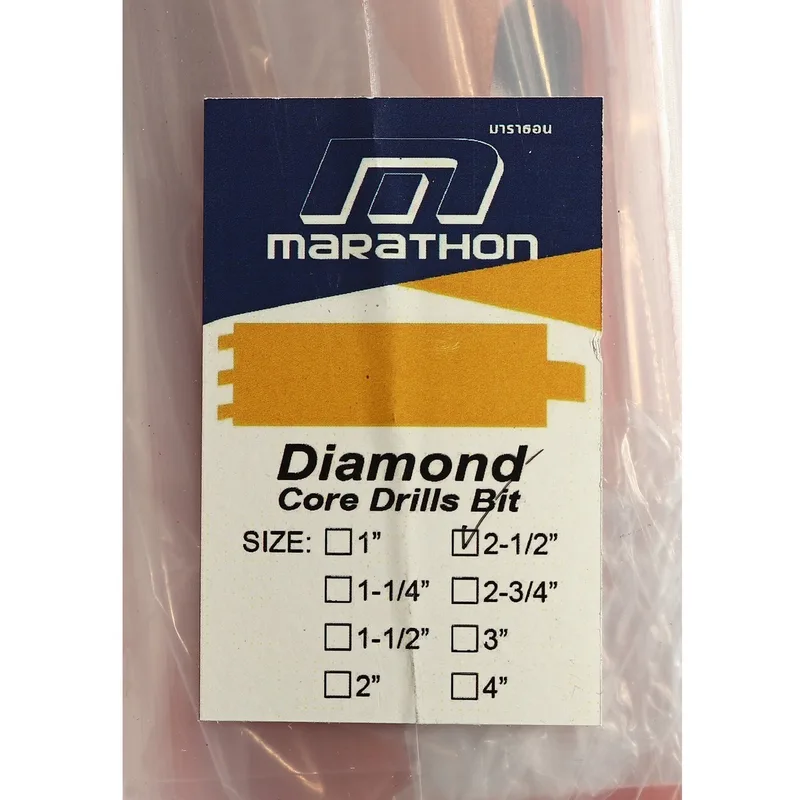 มาราธอน
maRaTHON
Diamond
Core Drills Bit
SIZE: 1” 2-1/2”
1-1/4” 2-3/4”
1-1/2” 3”
2” 4”